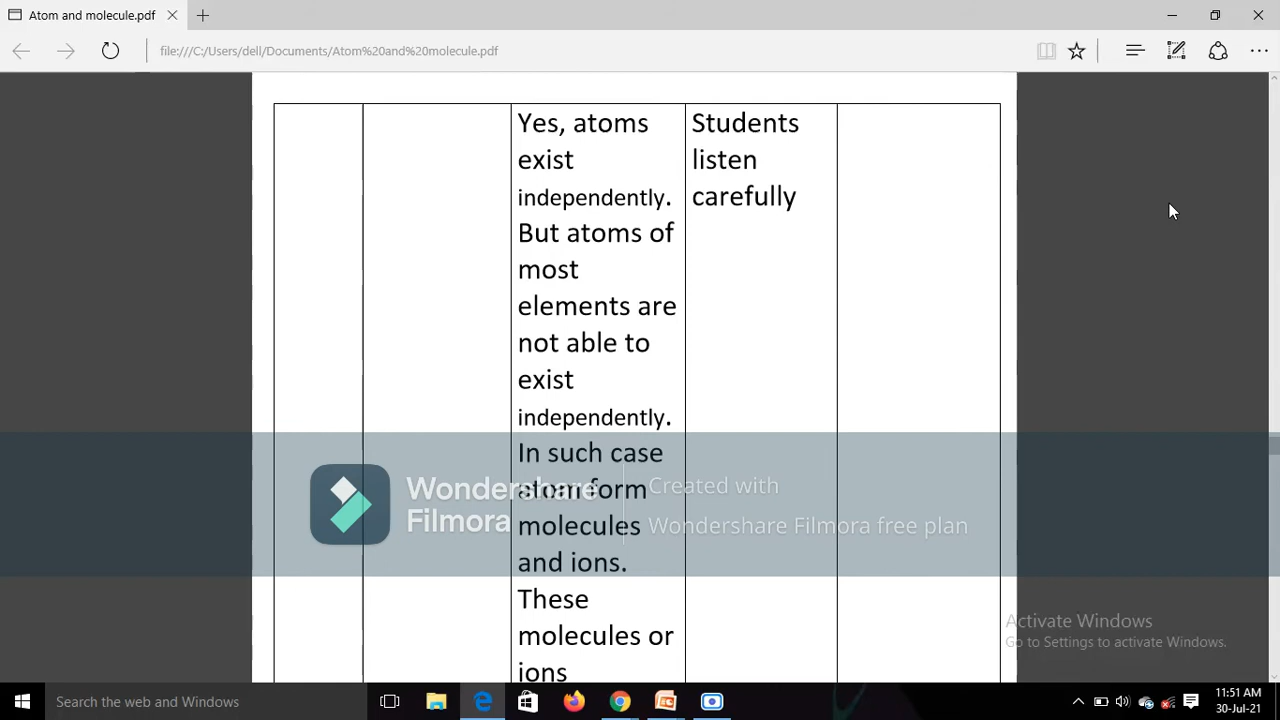 Atom and molecule.pdf
file:///C:/Users/dell/Documents/Atom%20and%20molecule.pdf
Yes, atoms
exist
independently.
But atoms of
most
elements are
not able to
exist
independently.
In such case
atom form
molecules
and ions.
These
molecules or
ions
Students
listen
carefully
Wondershare
Filmora
Created with
Wondershare Filmora free plan
Activate Windows
Go to Settings to activate Windows.
Search the web and Windows
11:51 AM
30-Jul-21